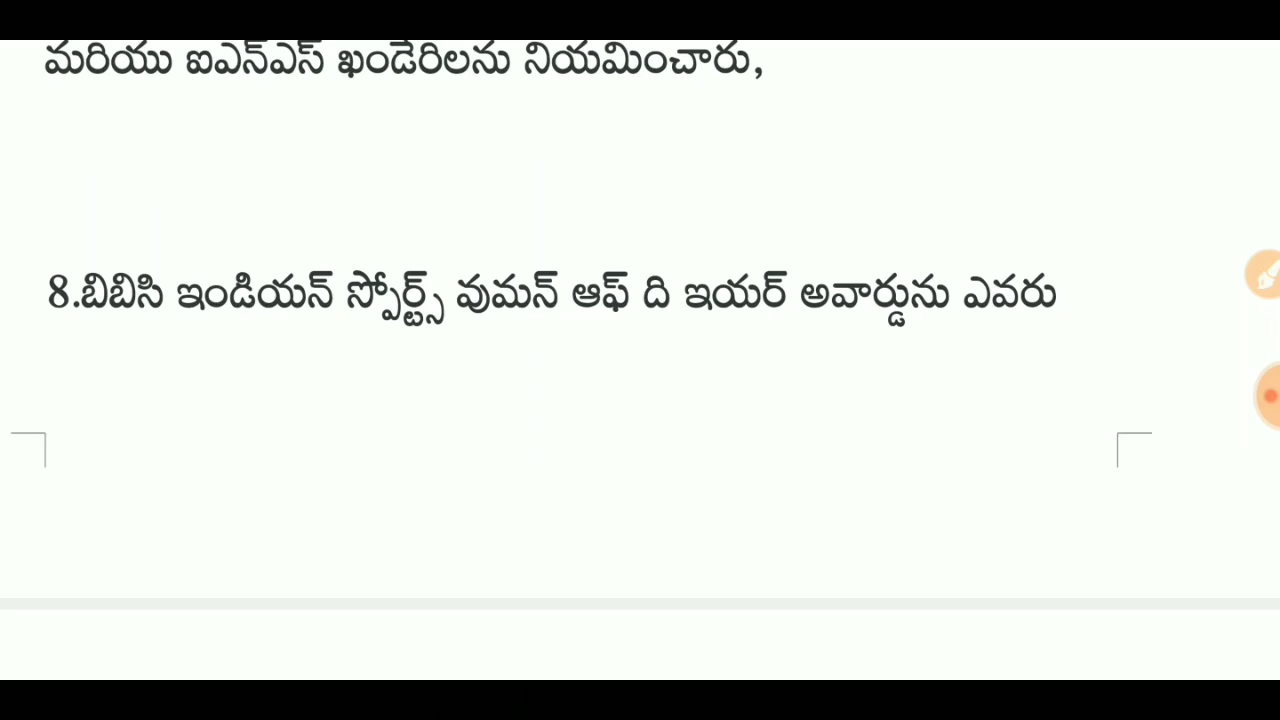 మరియు ఐఎన్ఎస్ ఖండేరిలను నియమించారు,
8.బిబిసి ఇండియన్ స్పోర్ట్స్ వుమన్ ఆఫ్ ది ఇయర్ అవార్డును ఎవరు